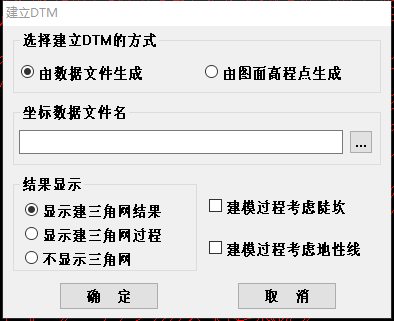 建立DTM
选择建立DTM的方式
由数据文件生成 由图面高程点生成
坐标数据文件名
...
结果显示
显示建三角网结果
显示建三角网过程
不显示三角网
建模过程考虑陡坎
建模过程考虑地性线
确 定 取 消